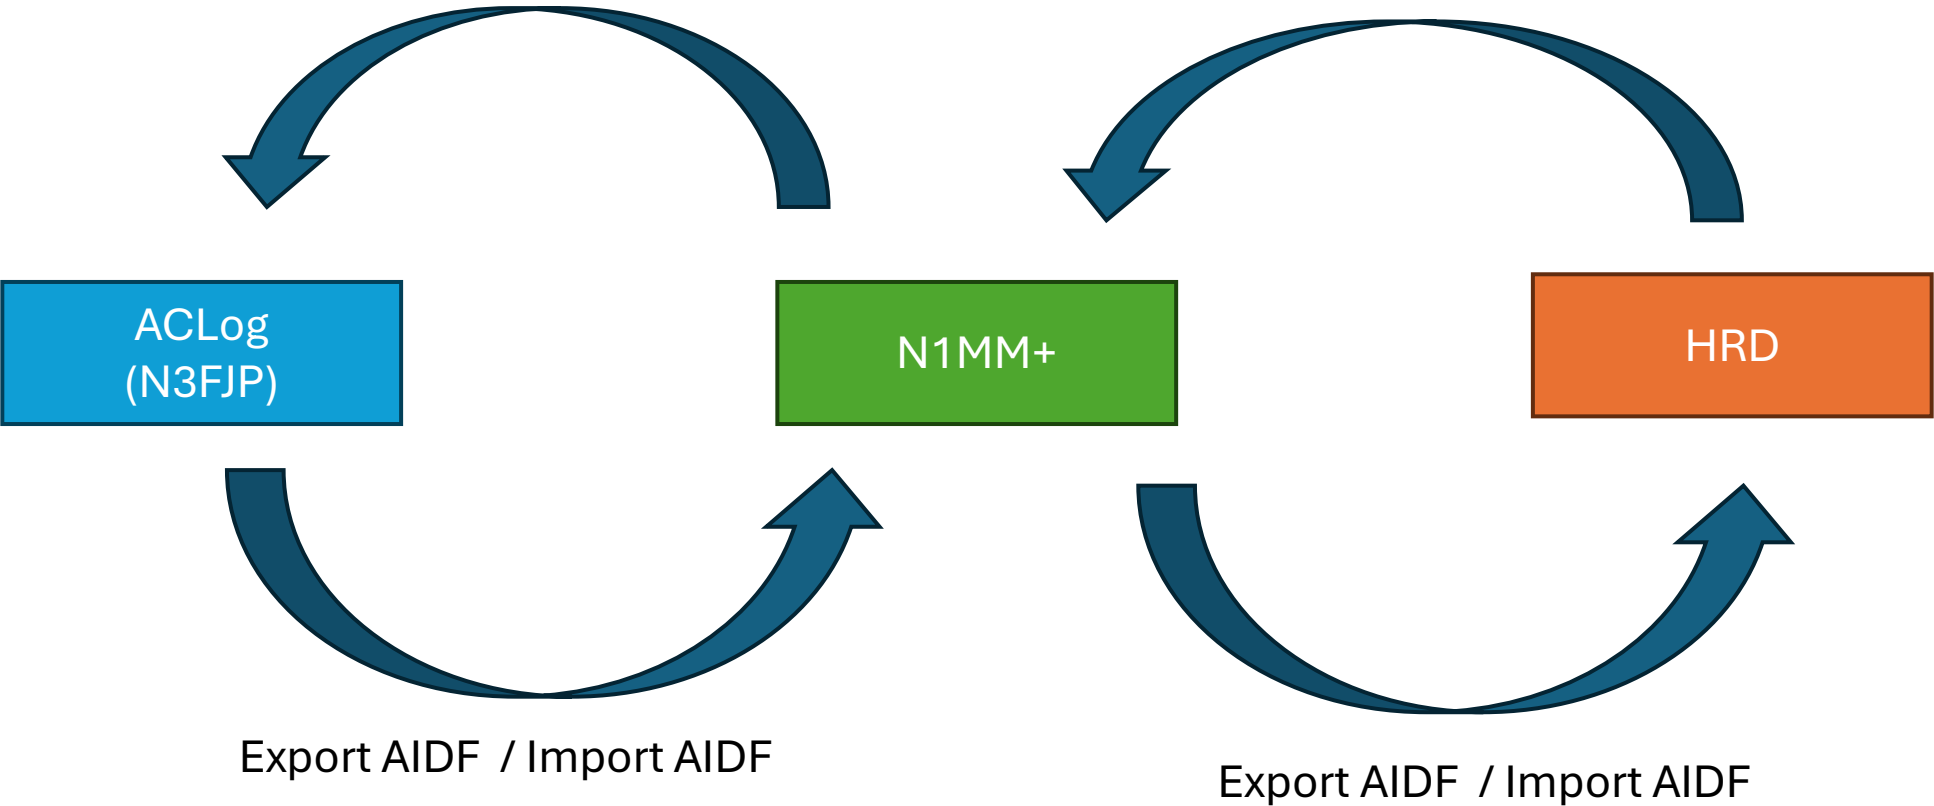 ACLog
(N3FJP)
N1MM+
HRD
Export AIDF / Import AIDF
Export AIDF / Import AIDF